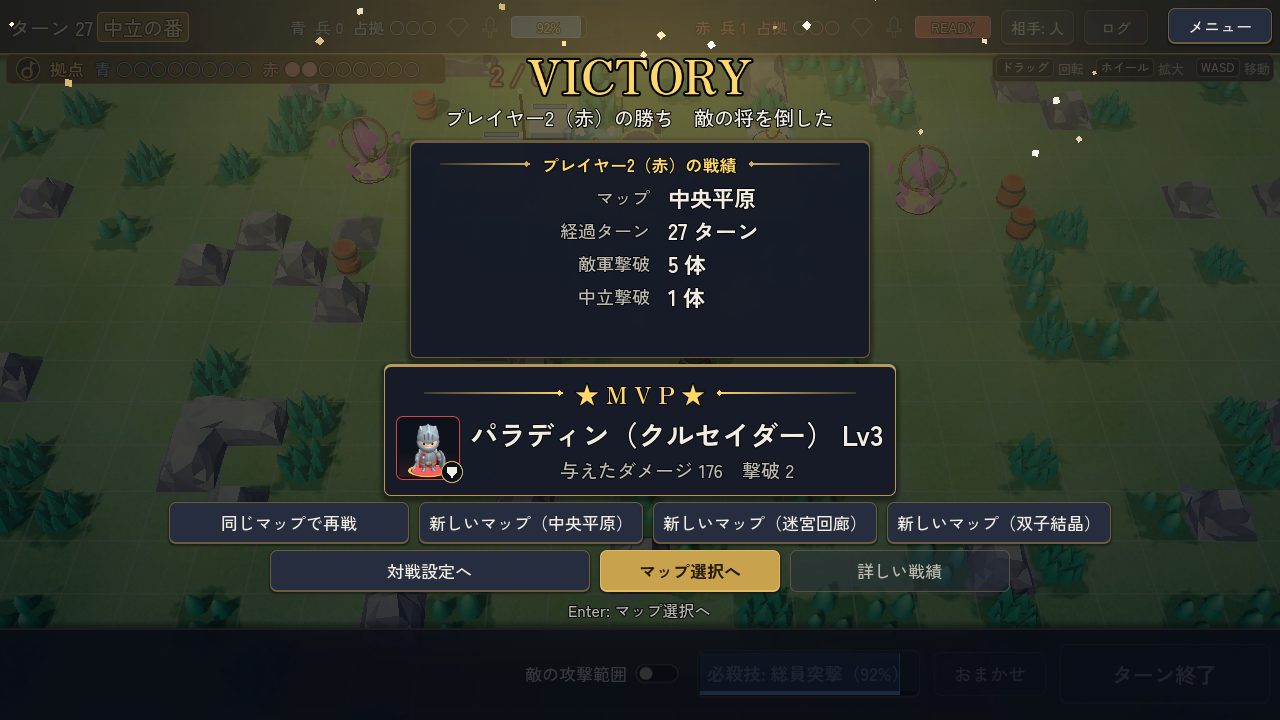 ターン 27 中立の番 青 兵 0 占拠 92% 赤 兵 1 占拠 READY 相手: 人 ログ メニュー
拠点 青 赤 2 / ドラッグ 回転 ホイール 拡大 WASD 移動
VICTORY
プレイヤー2（赤）の勝ち 敵の将を倒した
プレイヤー2（赤）の戦績
マップ 中央平原
経過ターン 27 ターン
敵軍撃破 5 体
中立撃破 1 体
★ MVP ★
パラディン（クルセイダー） Lv3
与えたダメージ 176 撃破 2
同じマップで再戦 新しいマップ（中央平原） 新しいマップ（迷宮回廊） 新しいマップ（双子結晶）
対戦設定へ マップ選択へ 詳しい戦績
Enter: マップ選択へ
敵の攻撃範囲 必殺技: 総員突撃（92%） おまかせ ターン終了